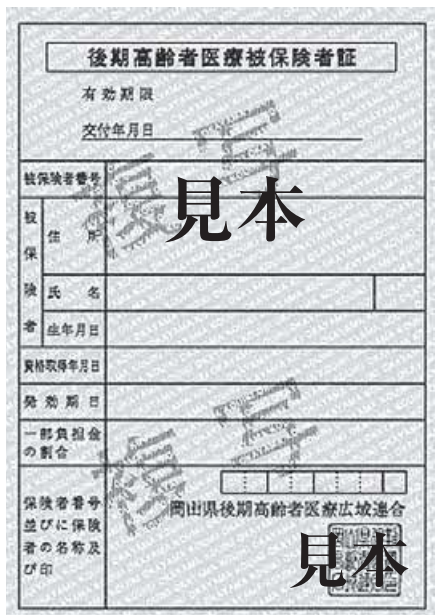 後期高齢者医療被保険者証
有効期限
交付年月日
被保険者番号
見本
被保険者
住所
氏名
生年月日
資格取得年月日
発効期日
一部負担金
の割合
保険者番号
並びに保険
者の名称及
び印
岡山県後期高齢者医療広域連合
見本